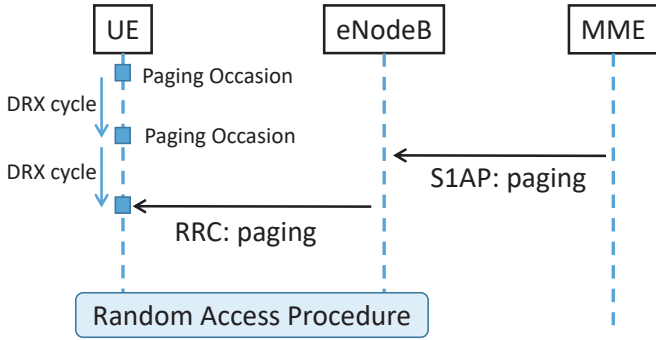 UE
eNodeB
MME
Paging Occasion
DRX cycle
Paging Occasion
S1AP: paging
DRX cycle
RRC: paging
Random Access Procedure